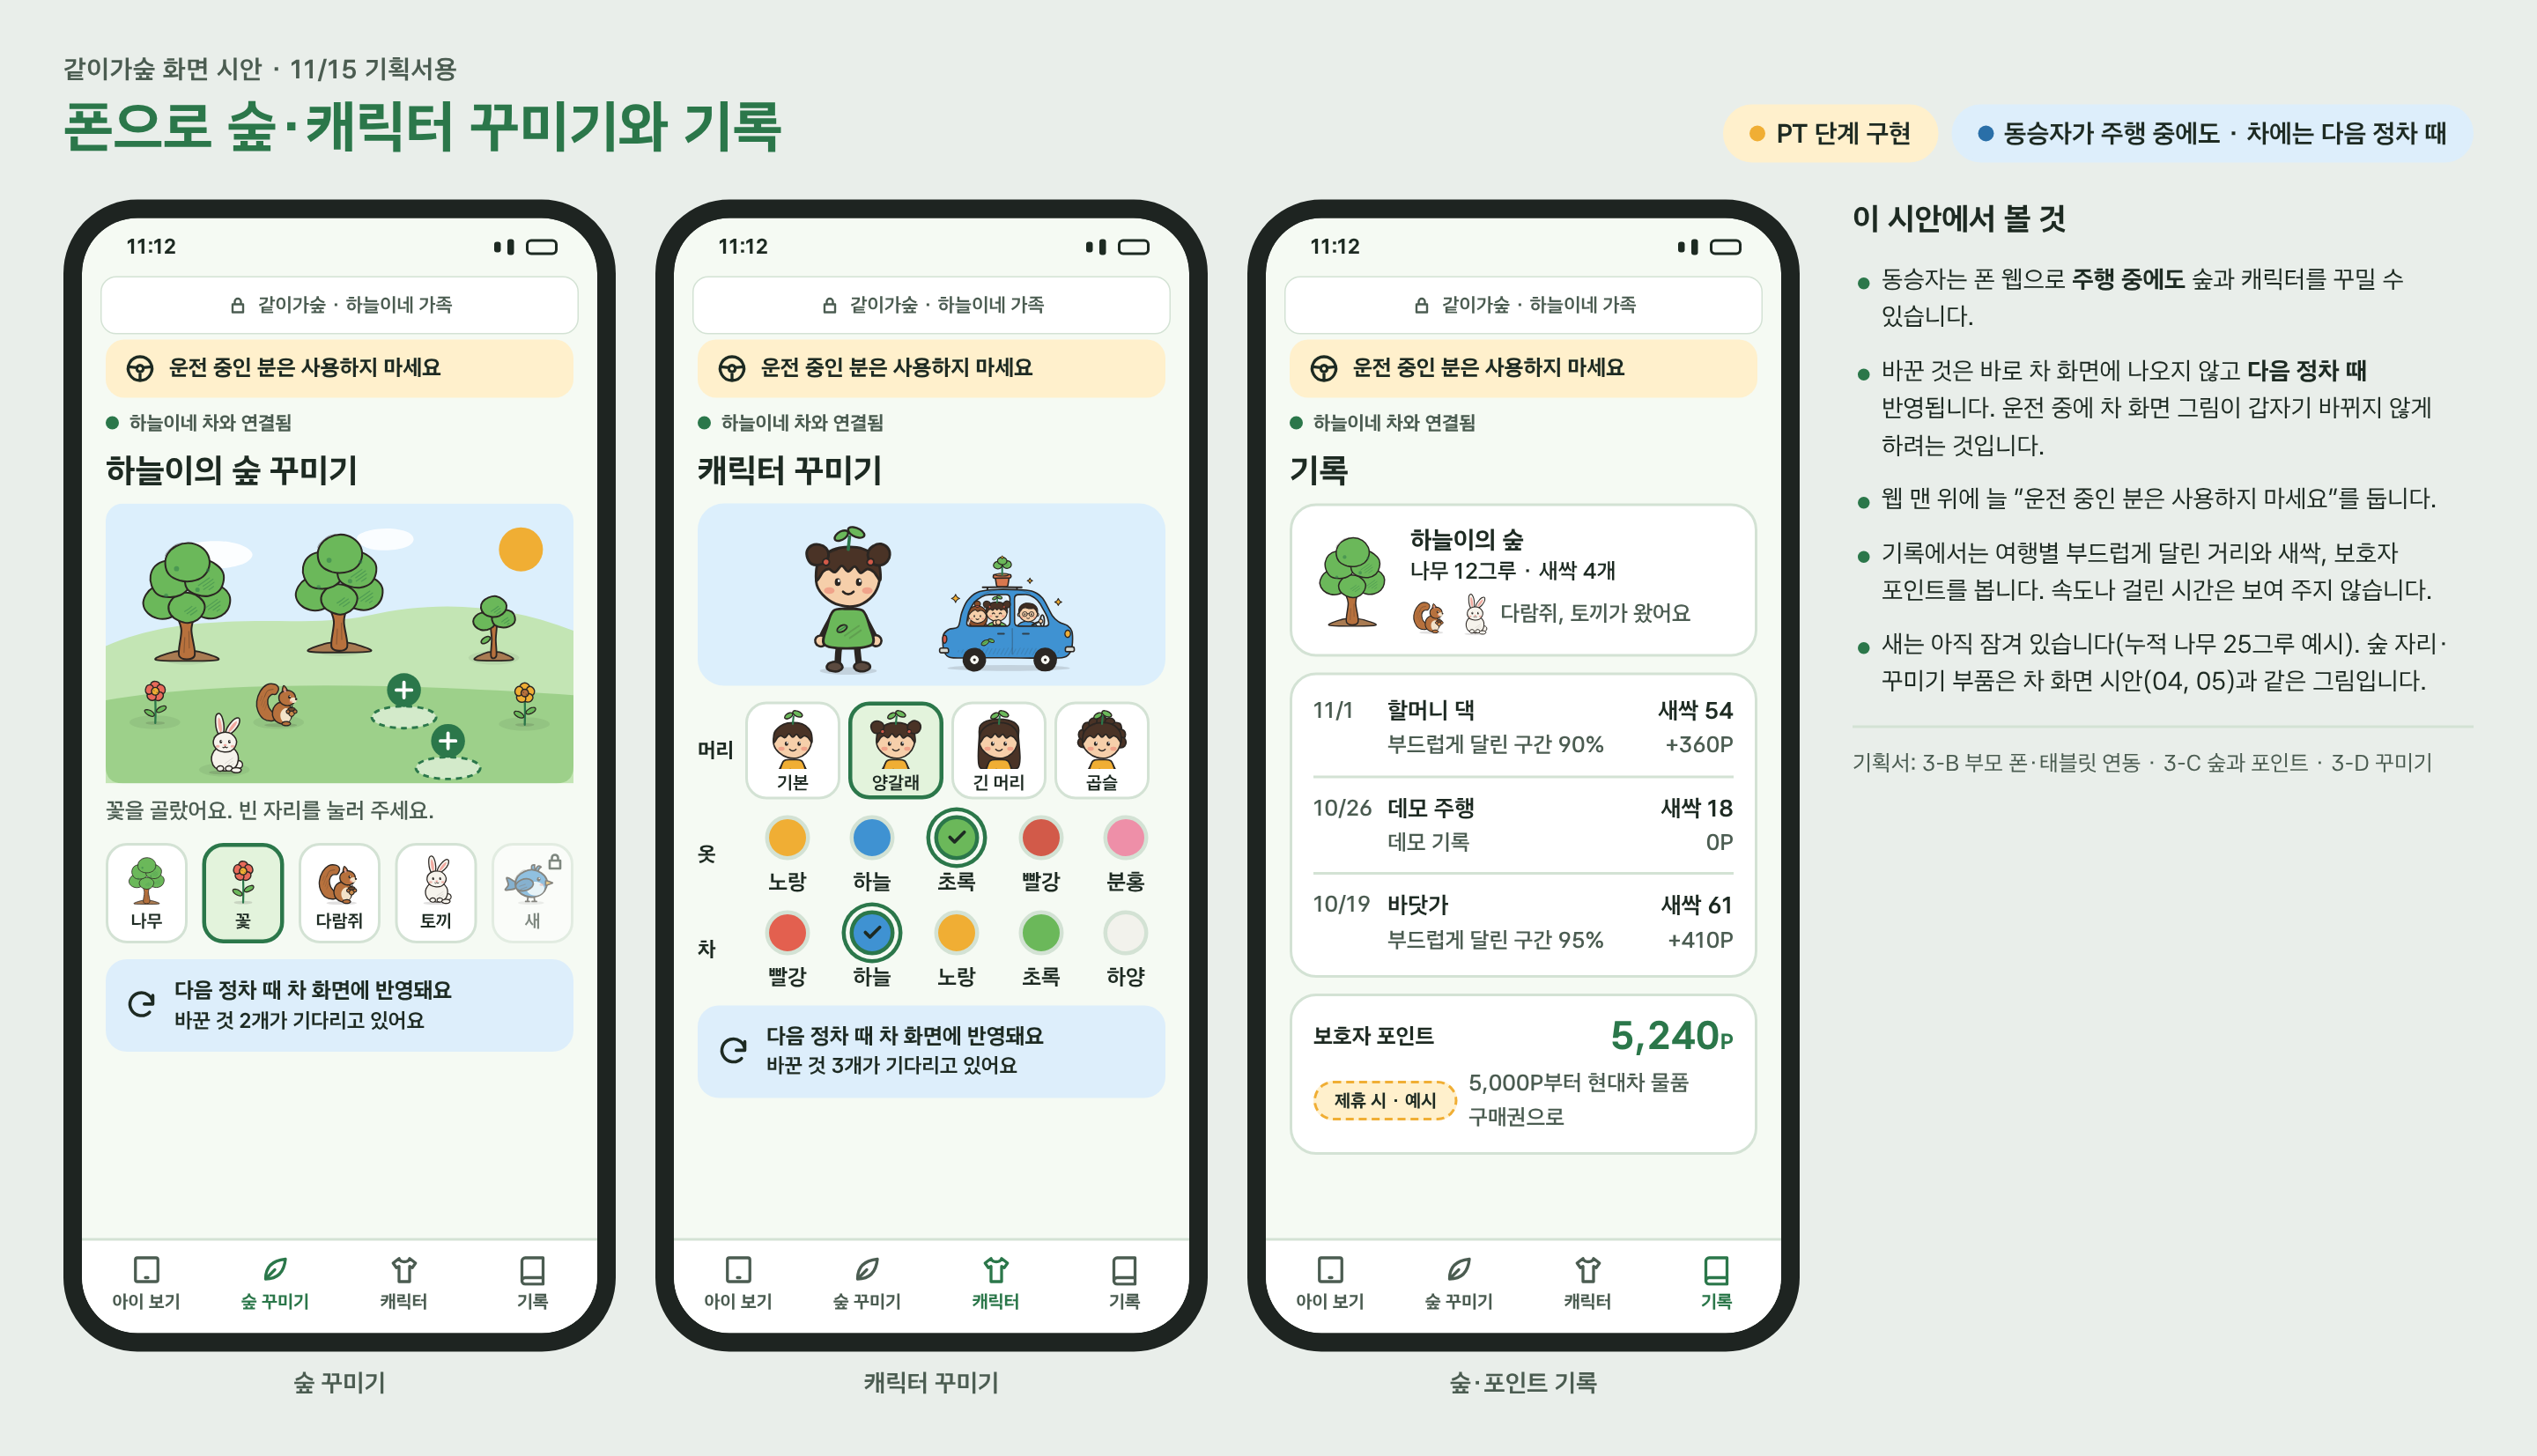 같이가숲 화면 시안 · 11/15 기획서용
폰으로 숲·캐릭터 꾸미기와 기록
PT 단계 구현
동승자가 주행 중에도 · 차에는 다음 정차 때
11:12
같이가숲 · 하늘이네 가족
운전 중인 분은 사용하지 마세요
하늘이네 차와 연결됨
하늘이의 숲 꾸미기
꽃을 골랐어요. 빈 자리를 눌러 주세요.
나무
꽃
다람쥐
토끼
새
다음 정차 때 차 화면에 반영돼요
바꾼 것 2개가 기다리고 있어요
아이 보기
숲 꾸미기
캐릭터
기록
숲 꾸미기
11:12
같이가숲 · 하늘이네 가족
운전 중인 분은 사용하지 마세요
하늘이네 차와 연결됨
캐릭터 꾸미기
머리
기본
양갈래
긴 머리
곱슬
옷
노랑
하늘
초록
빨강
분홍
차
빨강
하늘
노랑
초록
하양
다음 정차 때 차 화면에 반영돼요
바꾼 것 3개가 기다리고 있어요
아이 보기
숲 꾸미기
캐릭터
기록
캐릭터 꾸미기
11:12
같이가숲 · 하늘이네 가족
운전 중인 분은 사용하지 마세요
하늘이네 차와 연결됨
기록
하늘이의 숲
나무 12그루 · 새싹 4개
다람쥐, 토끼가 왔어요
11/1 할머니 댁 새싹 54
부드럽게 달린 구간 90% +360P
10/26 데모 주행 새싹 18
데모 기록 0P
10/19 바닷가 새싹 61
부드럽게 달린 구간 95% +410P
보호자 포인트 5,240P
제휴 시 · 예시
5,000P부터 현대차 물품
구매권으로
아이 보기
숲 꾸미기
캐릭터
기록
숲·포인트 기록
이 시안에서 볼 것
동승자는 폰 웹으로 주행 중에도 숲과 캐릭터를 꾸밀 수
있습니다.
바꾼 것은 바로 차 화면에 나오지 않고 다음 정차 때
반영됩니다. 운전 중에 차 화면 그림이 갑자기 바뀌지 않게
하려는 것입니다.
웹 맨 위에 늘 "운전 중인 분은 사용하지 마세요"를 둡니다.
기록에서는 여행별 부드럽게 달린 거리와 새싹, 보호자
포인트를 봅니다. 속도나 걸린 시간은 보여 주지 않습니다.
새는 아직 잠겨 있습니다(누적 나무 25그루 예시). 숲 자리·
꾸미기 부품은 차 화면 시안(04, 05)과 같은 그림입니다.
기획서: 3-B 부모 폰·태블릿 연동 · 3-C 숲과 포인트 · 3-D 꾸미기